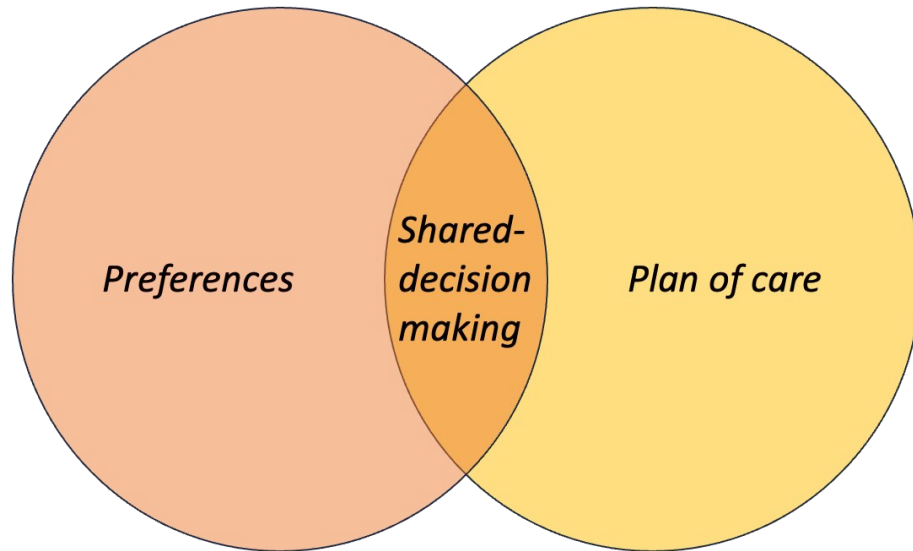 Preferences
Shared-
decision
making
Plan of care